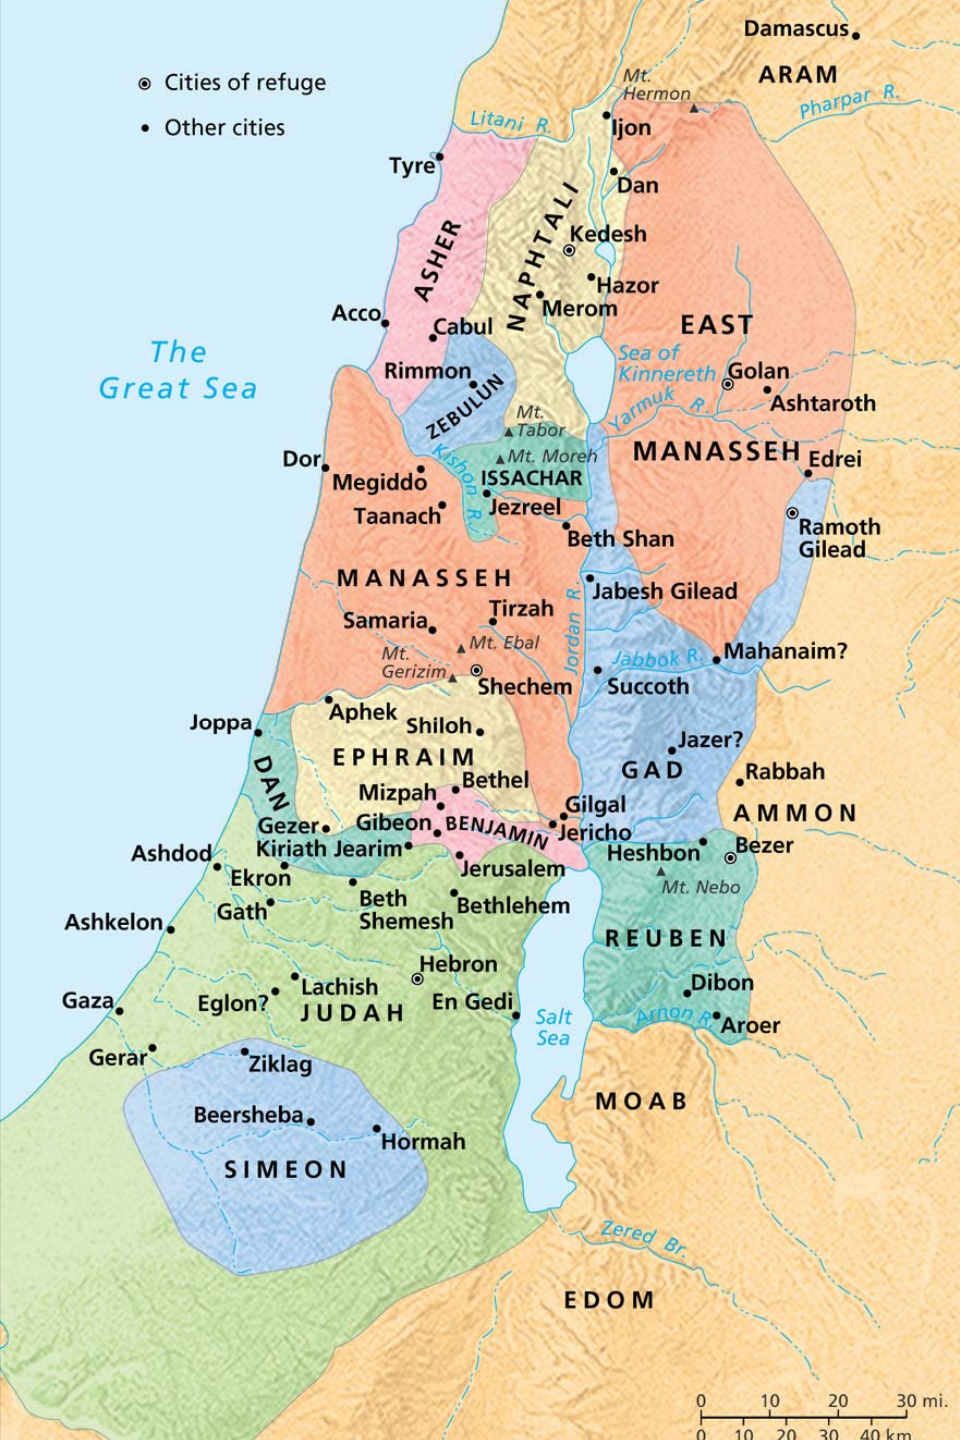 Damascus
ARAM
Cities of refuge
Mt.
Hermon
Pharpar R.
Other cities
Litani R.
Ijon
Tyre
Dan
NAPHTALI
ASHER
Kedesh
Hazor
Merom
Acco
Cabul
EAST
The
Great Sea
Sea of
Kinnereth
Rimmon
Golan
ZEBULUN
Yarmuk R.
Ashtaroth
Mt.
Tabor
MANASSEH
Dor
Kishon R.
Mt. Moreh
Edrei
Megiddo
ISSACHAR
Taanach
Jezreel
Ramoth
Gilead
Beth Shan
MANASSEH
Jabesh Gilead
Jordan R.
Samaria
Tirzah
Mt. Ebal
Mt.
Gerizim
Jabbok R.
Mahanaim?
Shechem
Succoth
Joppa
Aphek
Shiloh
Jazer?
DAN
EPHRAIM
GAD
Rabbah
Mizpah
Bethel
Gilgal
AMMON
Gezer
Gibeon
BENJAMIN
Jericho
Kiriath Jearim
Heshbon
Bezer
Ashdod
Ekron
Jerusalem
Mt. Nebo
Gath
Beth
Shemesh
Bethlehem
Ashkelon
REUBEN
Hebron
Lachish
Dibon
Gaza
Eglon?
JUDAH
En Gedi
Salt
Sea
Arnon R.
Aroer
Gerar
Ziklag
MOAB
Beersheba
Hormah
SIMEON
Zered Br.
EDOM
0 10 20 30 mi.
0 10 20 30 40 km